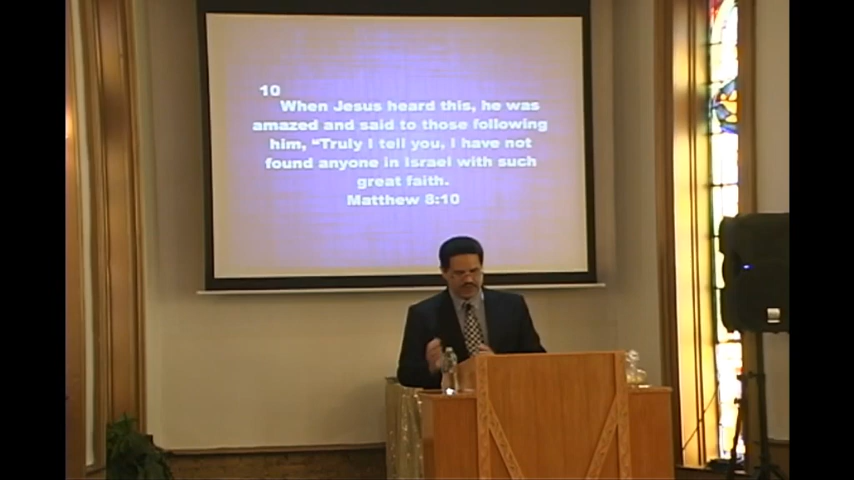 10
When Jesus heard this, he was
amazed and said to those following
him, “Truly I tell you, I have not
found anyone in Israel with such
great faith.
Matthew 8:10